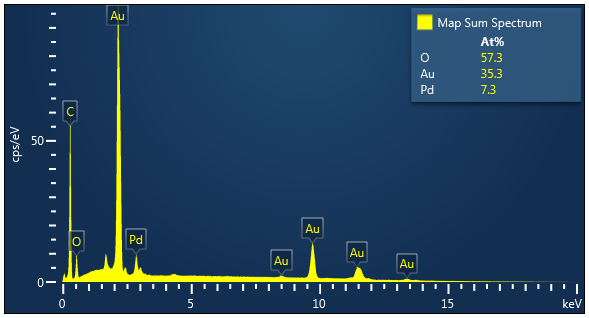 Au
Map Sum Spectrum
At%
O 57.3
Au 35.3
Pd 7.3
C
50
cps/eV
O
Pd
Au
Au
Au
Au
0
0 5 10 15 keV